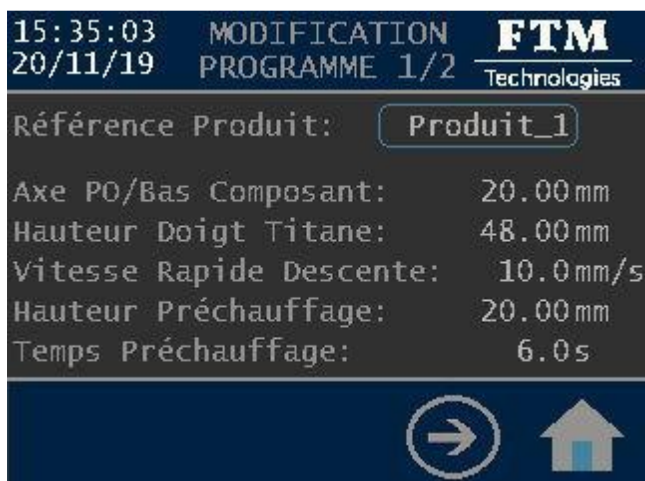 15:35:03 MODIFICATION FTM
20/11/19 PROGRAMME 1/2 Technologies
Référence Produit: Produit_1
Axe PO/Bas Composant: 20.00mm
Hauteur Doigt Titane: 48.00mm
Vitesse Rapide Descente: 10.0mm/s
Hauteur Préchauffage: 20.00mm
Temps Préchauffage: 6.0s